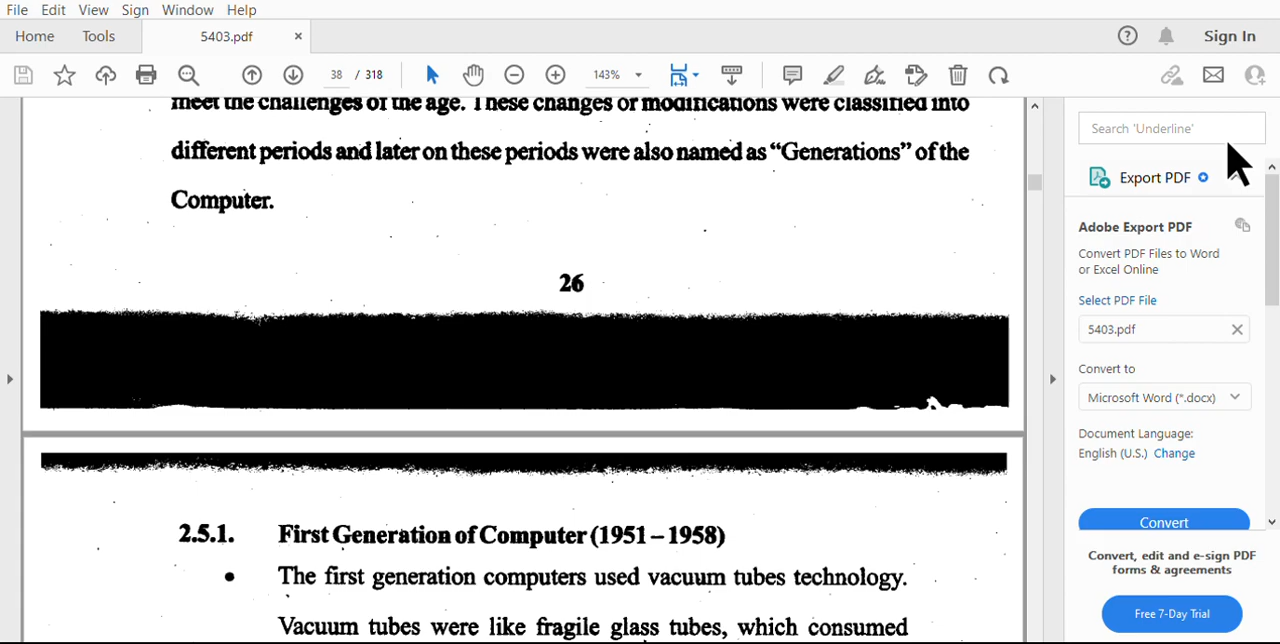 File Edit View Sign Window Help
Home Tools 5403.pdf × ? Sign In
38 / 318 143%
meet the challenges of the age. These changes or modifications were classified into
different periods and later on these periods were also named as “Generations” of the
Computer.
26
2.5.1. First Generation of Computer (1951 – 1958)
• The first generation computers used vacuum tubes technology.
Vacuum tubes were like fragile glass tubes, which consumed
Search 'Underline'
Export PDF
Adobe Export PDF
Convert PDF Files to Word
or Excel Online
Select PDF File
5403.pdf
Convert to
Microsoft Word (*.docx)
Document Language:
English (U.S.) Change
Convert
Convert, edit and e-sign PDF
forms & agreements
Free 7-Day Trial